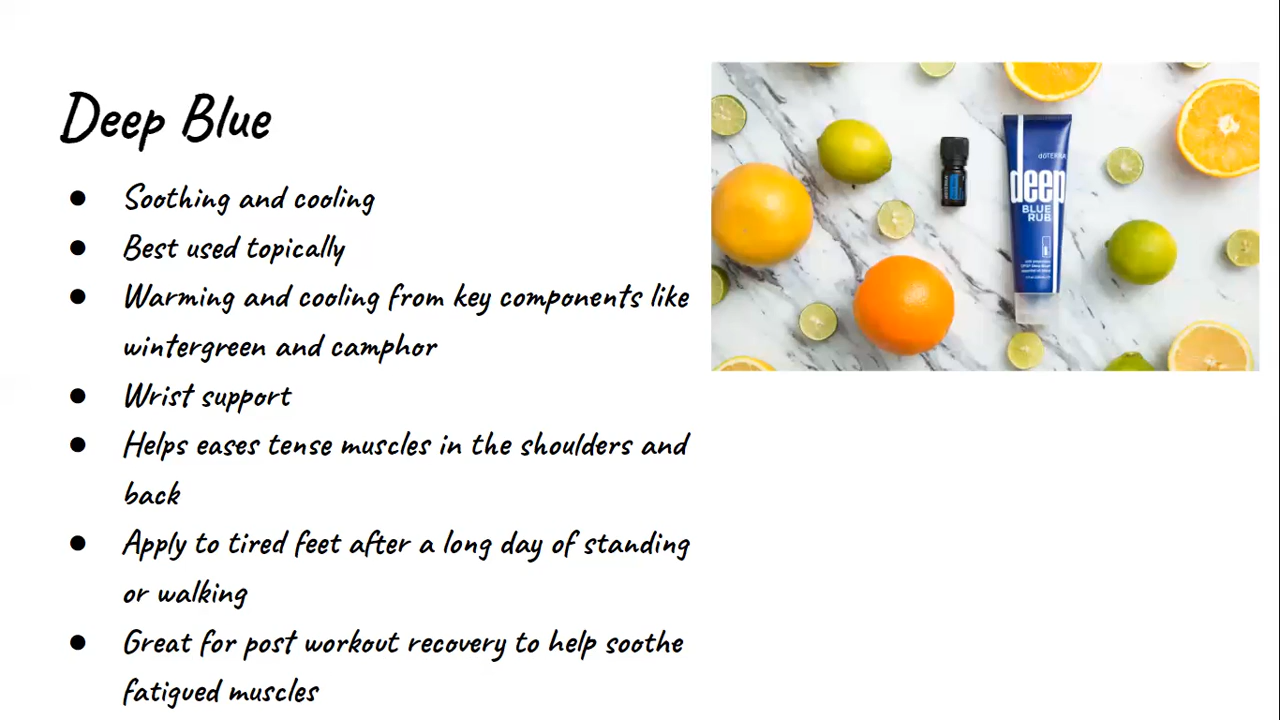 Deep Blue
● Soothing and cooling
● Best used topically
● Warming and cooling from key components like
wintergreen and camphor
● Wrist support
● Helps eases tense muscles in the shoulders and
back
● Apply to tired feet after a long day of standing
or walking
● Great for post workout recovery to help soothe
fatigued muscles
dōTERRA
deep
BLUE
RUB